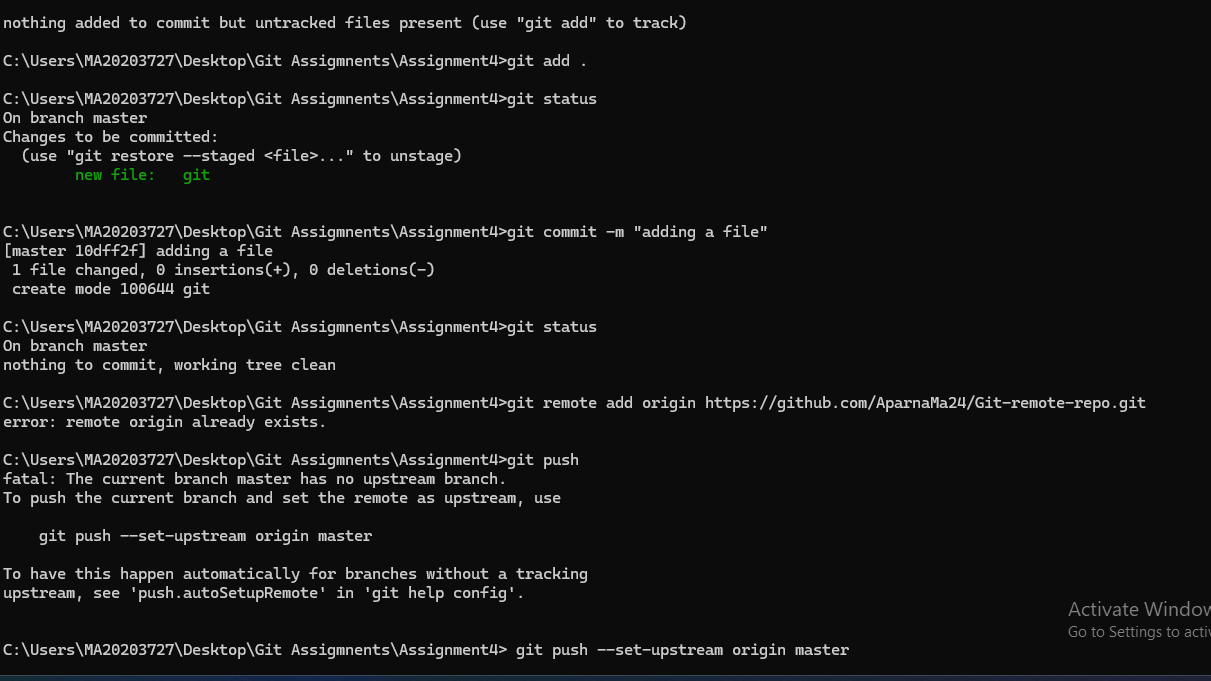 nothing added to commit but untracked files present (use "git add" to track)
C:\Users\MA20203727\Desktop\Git Assigmnents\Assignment4>git add .
C:\Users\MA20203727\Desktop\Git Assigmnents\Assignment4>git status
On branch master
Changes to be committed:
  (use "git restore --staged <file>..." to unstage)
        new file:   git
C:\Users\MA20203727\Desktop\Git Assigmnents\Assignment4>git commit -m "adding a file"
[master 10dff2f] adding a file
 1 file changed, 0 insertions(+), 0 deletions(-)
 create mode 100644 git
C:\Users\MA20203727\Desktop\Git Assigmnents\Assignment4>git status
On branch master
nothing to commit, working tree clean
C:\Users\MA20203727\Desktop\Git Assigmnents\Assignment4>git remote add origin https://github.com/AparnaMa24/Git-remote-repo.git
error: remote origin already exists.
C:\Users\MA20203727\Desktop\Git Assigmnents\Assignment4>git push
fatal: The current branch master has no upstream branch.
To push the current branch and set the remote as upstream, use
    git push --set-upstream origin master
To have this happen automatically for branches without a tracking
upstream, see 'push.autoSetupRemote' in 'git help config'.
Activate Window
Go to Settings to activ
C:\Users\MA20203727\Desktop\Git Assigmnents\Assignment4> git push --set-upstream origin master